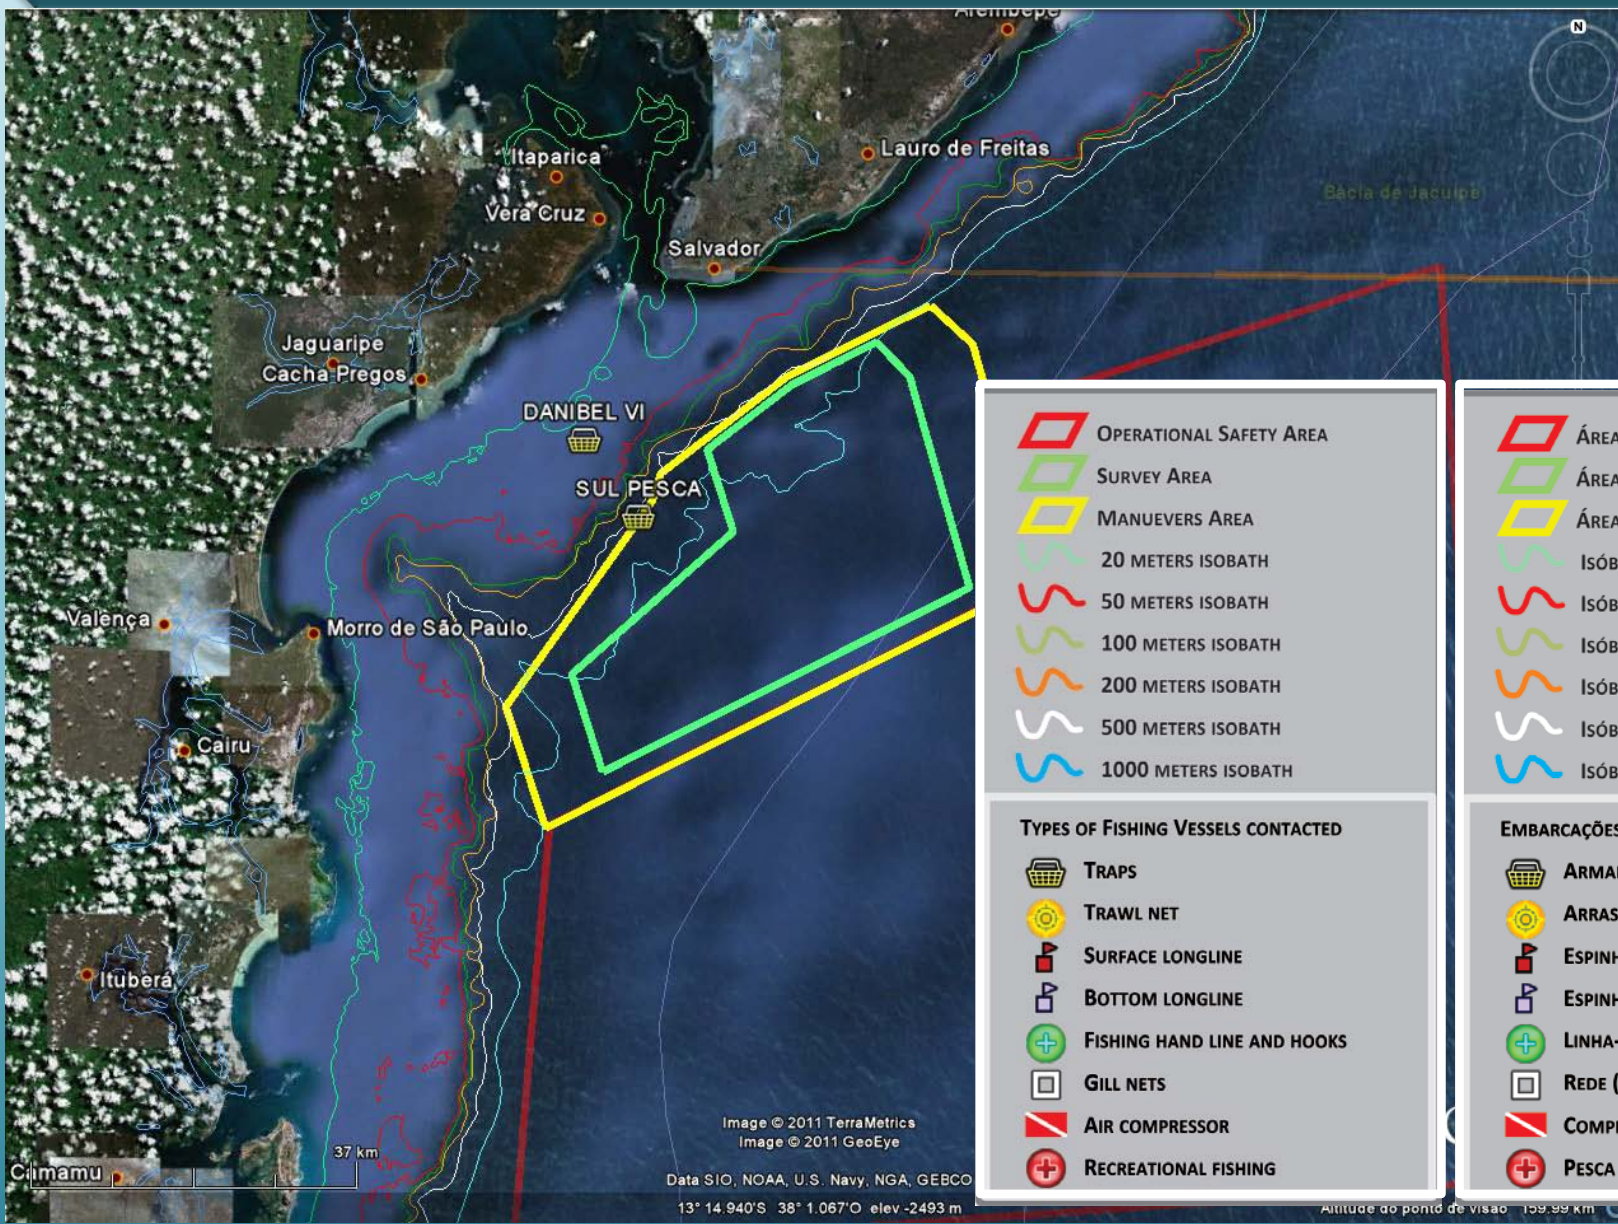 Arembepe
N
Lauro de Freitas
Itaparica
Bacia de Jacuipe
Vera Cruz
Salvador
Jaguaripe
Cacha Pregos
DANIBEL VI
SUL PESCA
Valença
Morro de São Paulo
Cairu
Ituberá
Camamu
37 km
Image © 2011 TerraMetrics
Image © 2011 GeoEye
Data SIO, NOAA, U.S. Navy, NGA, GEBCO
13° 14.940'S 38° 1.067'O elev -2493 m
Altitude do ponto de visão 159.99 km
OPERATIONAL SAFETY AREA
SURVEY AREA
MANUEVERS AREA
20 METERS ISOBATH
50 METERS ISOBATH
100 METERS ISOBATH
200 METERS ISOBATH
500 METERS ISOBATH
1000 METERS ISOBATH
TYPES OF FISHING VESSELS CONTACTED
TRAPS
TRAWL NET
SURFACE LONGLINE
BOTTOM LONGLINE
FISHING HAND LINE AND HOOKS
GILL NETS
AIR COMPRESSOR
RECREATIONAL FISHING
ÁREA
ÁREA
ÁREA
ISÓB
ISÓB
ISÓB
ISÓB
ISÓB
ISÓB
EMBARCAÇÕES
ARMA
ARRAS
ESPINH
ESPINH
LINHA-
REDE (
COMP
PESCA